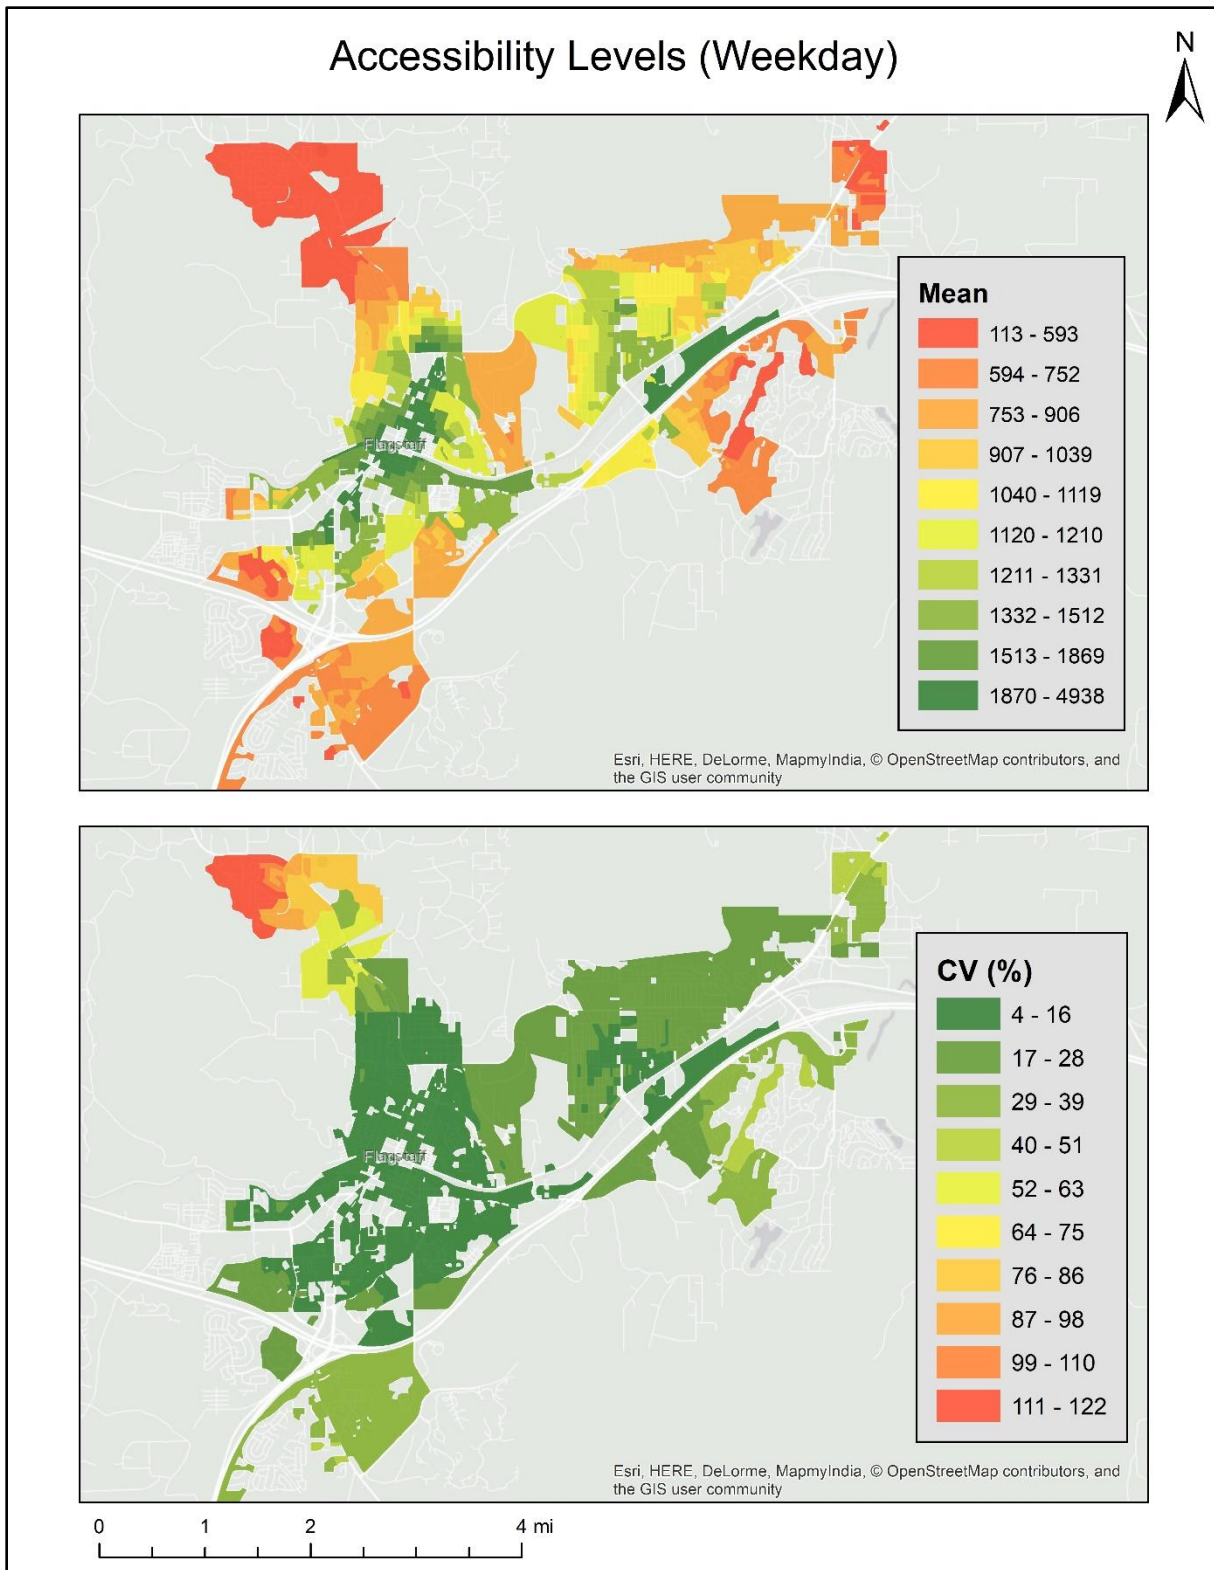 Accessibility Levels (Weekday)
N
Flagstaff
Mean
113 - 593
594 - 752
753 - 906
907 - 1039
1040 - 1119
1120 - 1210
1211 - 1331
1332 - 1512
1513 - 1869
1870 - 4938
Esri, HERE, DeLorme, MapmyIndia, © OpenStreetMap contributors, and
the GIS user community
Flagstaff
CV (%)
4 - 16
17 - 28
29 - 39
40 - 51
52 - 63
64 - 75
76 - 86
87 - 98
99 - 110
111 - 122
Esri, HERE, DeLorme, MapmyIndia, © OpenStreetMap contributors, and
the GIS user community
0 1 2 4 mi